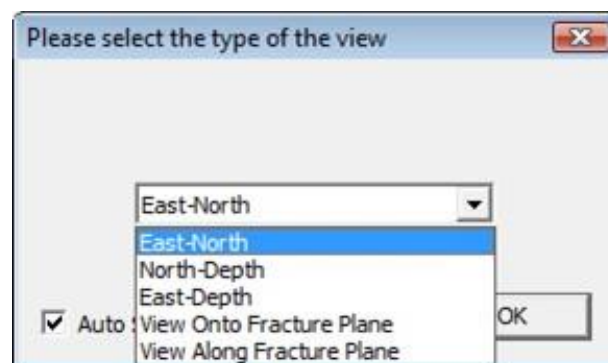 Please select the type of the view
East-North
East-North
North-Depth
East-Depth
Auto
View Onto Fracture Plane
OK
View Along Fracture Plane